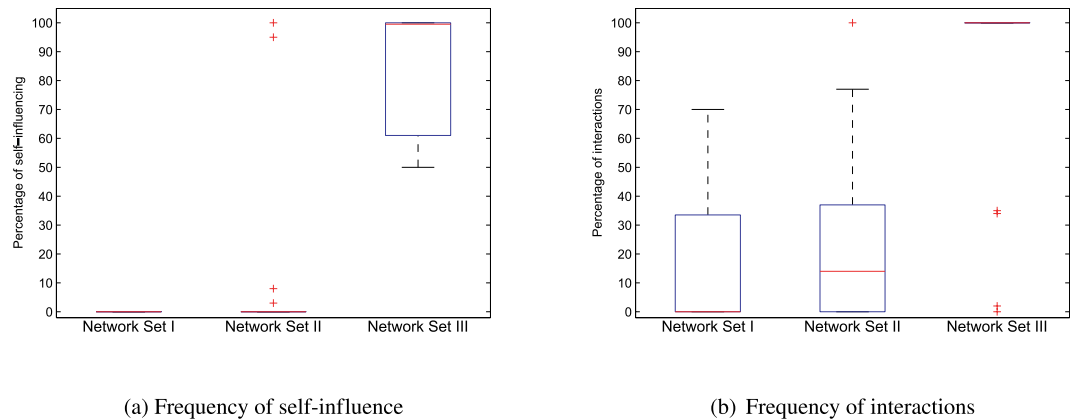 100
90
80
70
60
50
40
30
20
10
0
Percentage of self-influencing
Network Set I
Network Set II
Network Set III
(a) Frequency of self-influence
100
90
80
70
60
50
40
30
20
10
0
Percentage of interactions
Network Set I
Network Set II
Network Set III
(b) Frequency of interactions